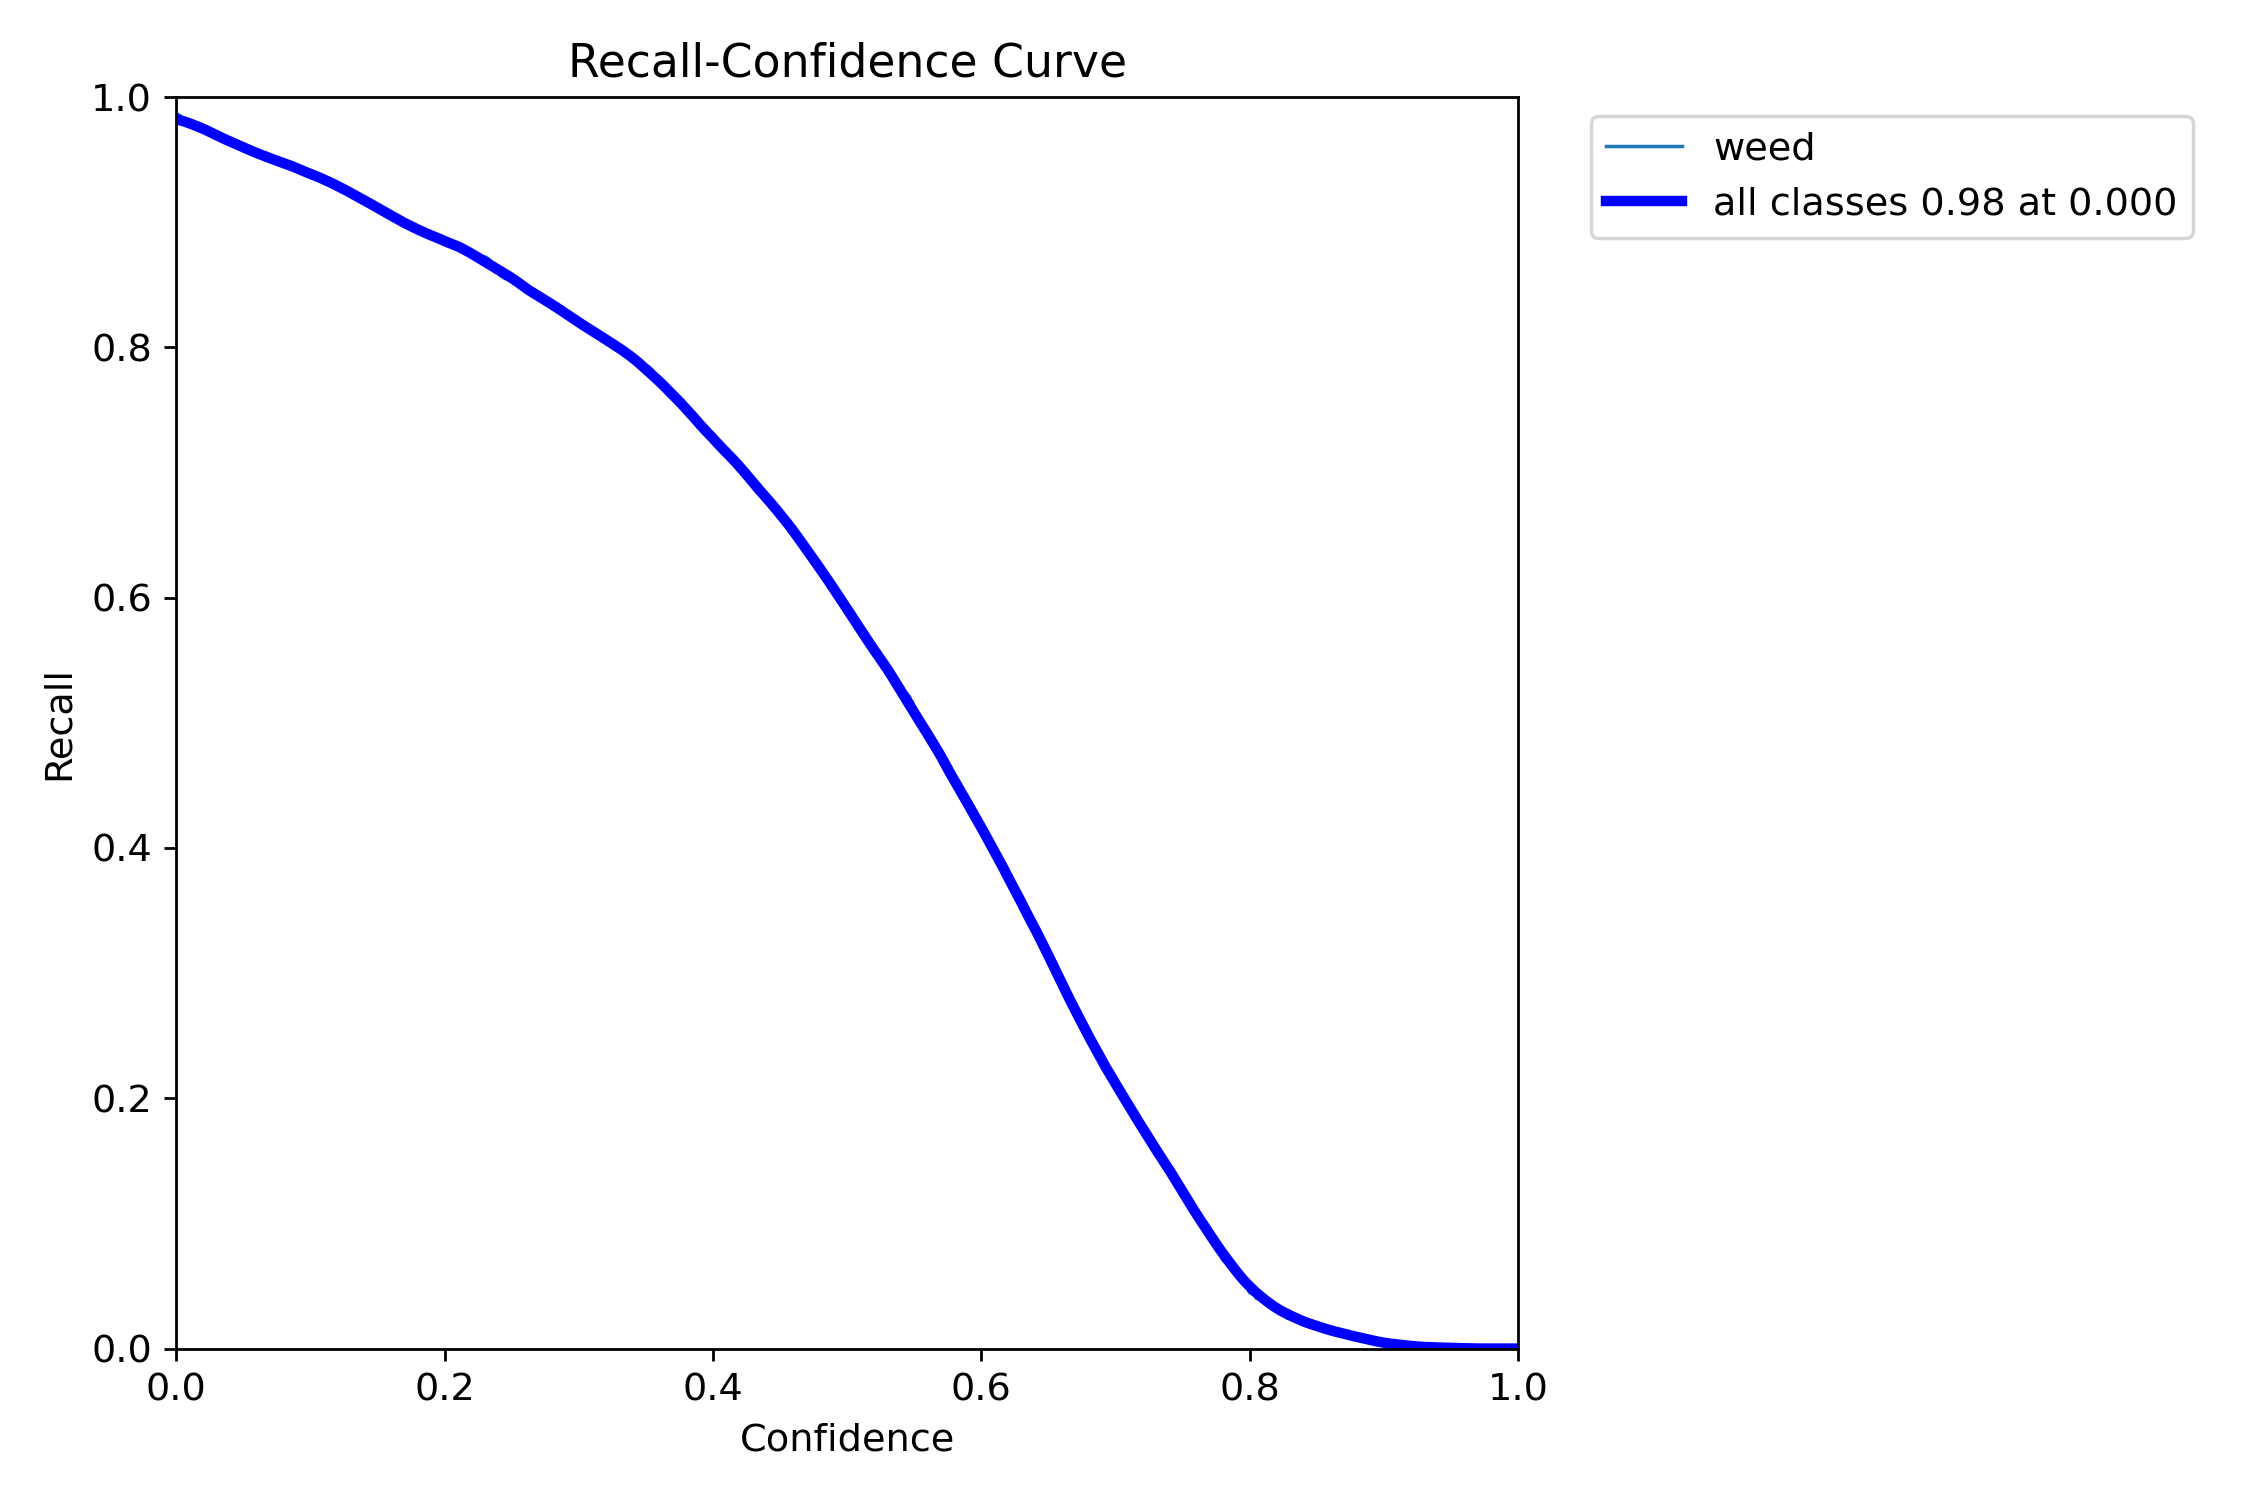 Recall-Confidence Curve
1.0
0.8
0.6
0.4
0.2
0.0
Recall
0.0 0.2 0.4 0.6 0.8 1.0
Confidence
weed
all classes 0.98 at 0.000